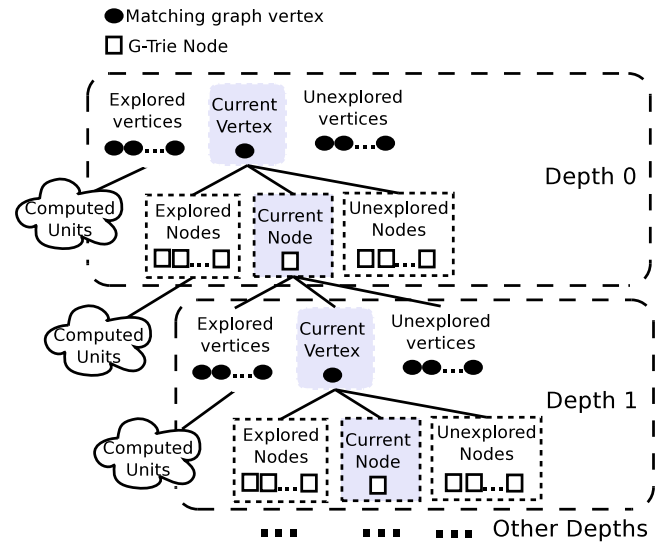 Matching graph vertex
G-Trie Node
Explored
vertices
Current
Vertex
Unexplored
vertices
Depth 0
Computed
Units
Explored
Nodes
Current
Node
Unexplored
Nodes
Computed
Units
Explored
vertices
Current
Vertex
Unexplored
vertices
Depth 1
Computed
Units
Explored
Nodes
Current
Node
Unexplored
Nodes
Other Depths